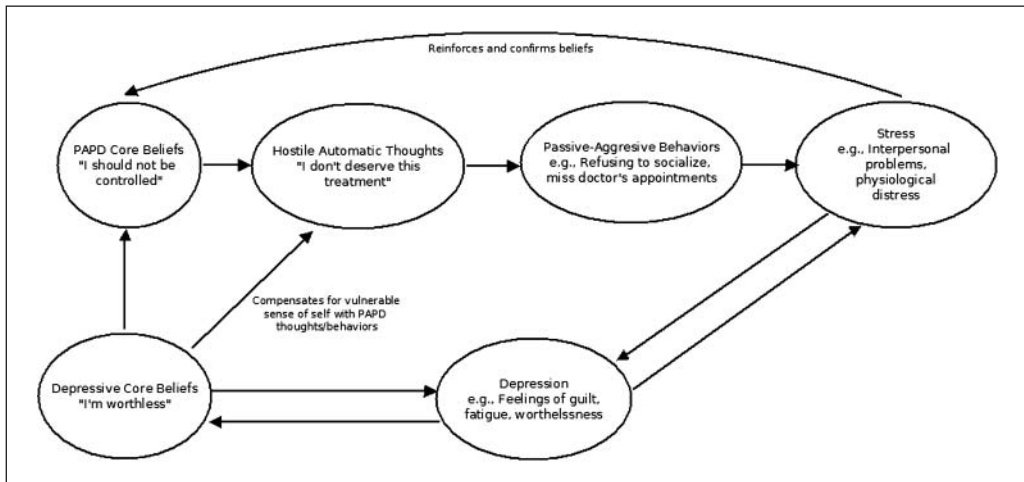 Reinforces and confirms beliefs
PAPD Core Beliefs
"I should not be
controlled"
Hostile Automatic Thoughts
"I don't deserve this
treatment"
Passive-Aggressive Behaviors
e.g., Refusing to socialize,
miss doctor's appointments
Stress
e.g., Interpersonal
problems,
physiological
distress
Compensates for vulnerable
sense of self with PAPD
thoughts/behaviors
Depressive Core Beliefs
"I'm worthless"
Depression
e.g., Feelings of guilt,
fatigue, worthelssness